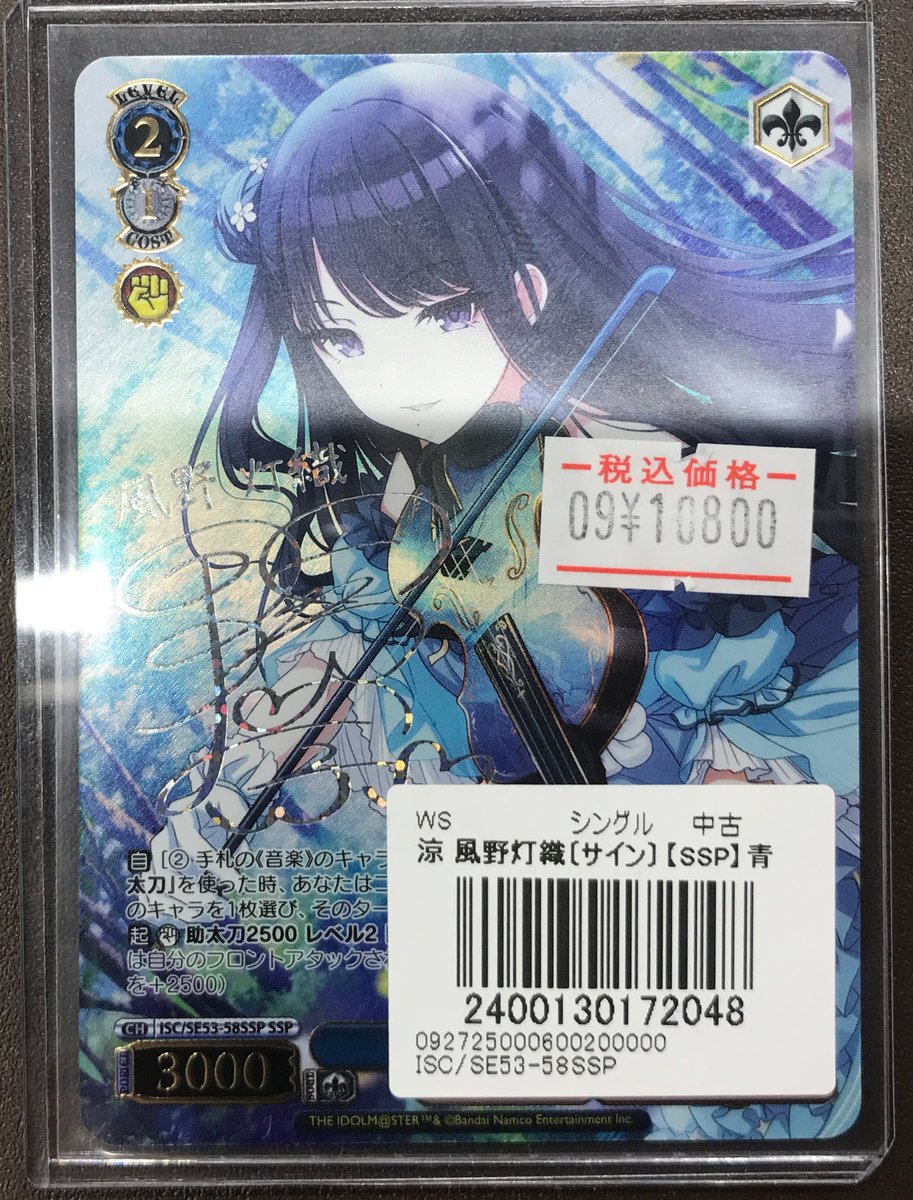 LEVEL
2
1
COST
風野 灯織
税込価格
09¥10800
WS シングル 中古
涼 風野灯織〔サイン〕【SSP】青
2400130172048
092725000600200000
ISC/SE53-58SSP
自 [② 手札の《音楽》のキャラ
太刀」を使った時、あなたは
のキャラを1枚選び、そのター
起 助太刀2500 レベル2
は自分のフロントアタックさ
を+2500)
CH ISC/SE53-58SSP SSP
POWER 3000 SOUL
THE IDOLM@STER™& ©Bandai Namco Entertainment Inc.